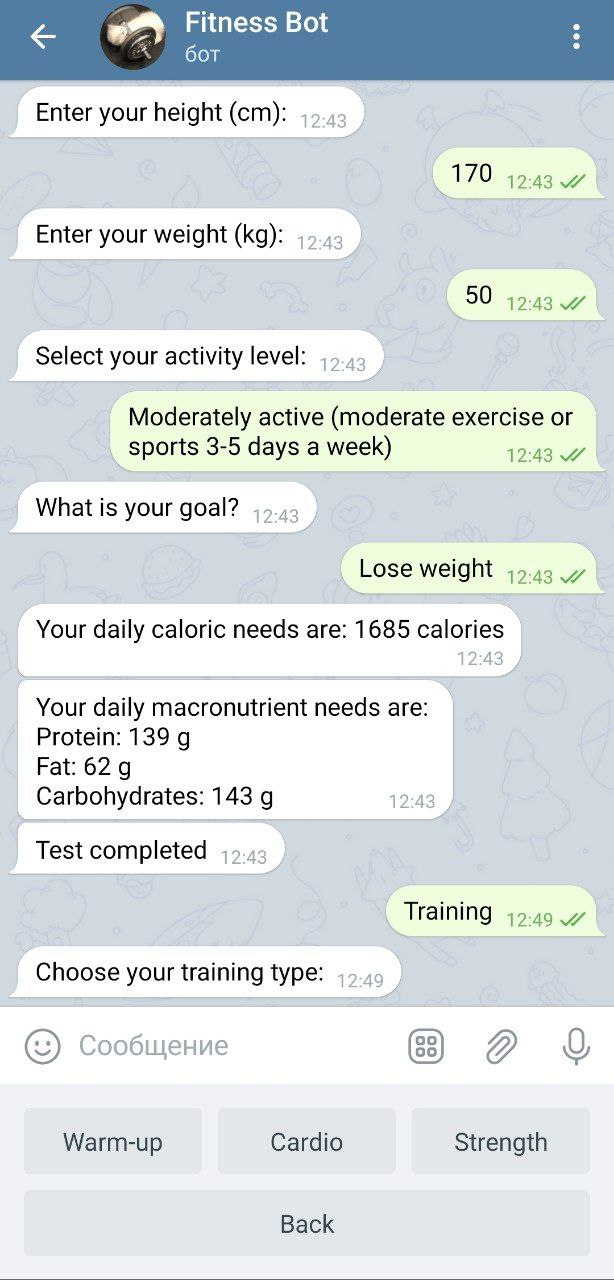 Fitness Bot
бот
Enter your height (cm): 12:43
170 12:43
Enter your weight (kg): 12:43
50 12:43
Select your activity level: 12:43
Moderately active (moderate exercise or
sports 3-5 days a week) 12:43
What is your goal? 12:43
Lose weight 12:43
Your daily caloric needs are: 1685 calories
12:43
Your daily macronutrient needs are:
Protein: 139 g
Fat: 62 g
Carbohydrates: 143 g 12:43
Test completed 12:43
Training 12:49
Choose your training type: 12:49
Сообщение
Warm-up Cardio Strength
Back